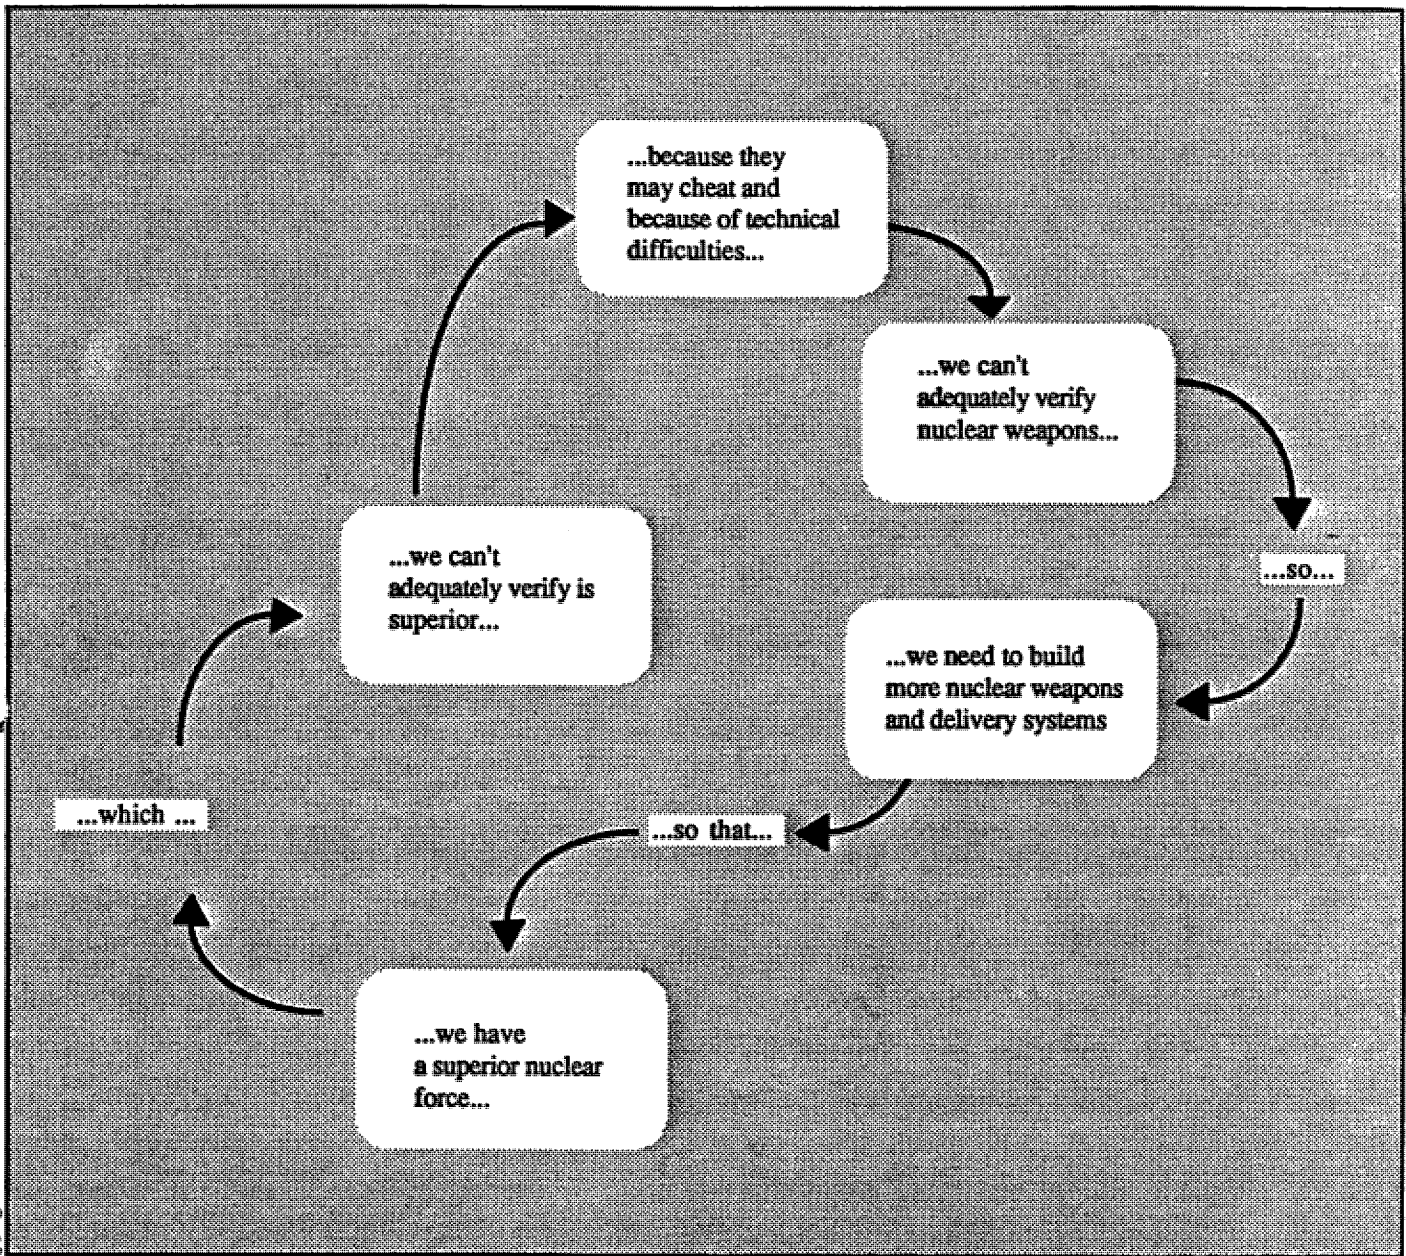 ...because they
may cheat and
because of technical
difficulties...
...we can't
adequately verify
nuclear weapons...
...so...
...we need to build
more nuclear weapons
and delivery systems
...so that...
...we have
a superior nuclear
force...
...which ...
...we can't
adequately verify is
superior...